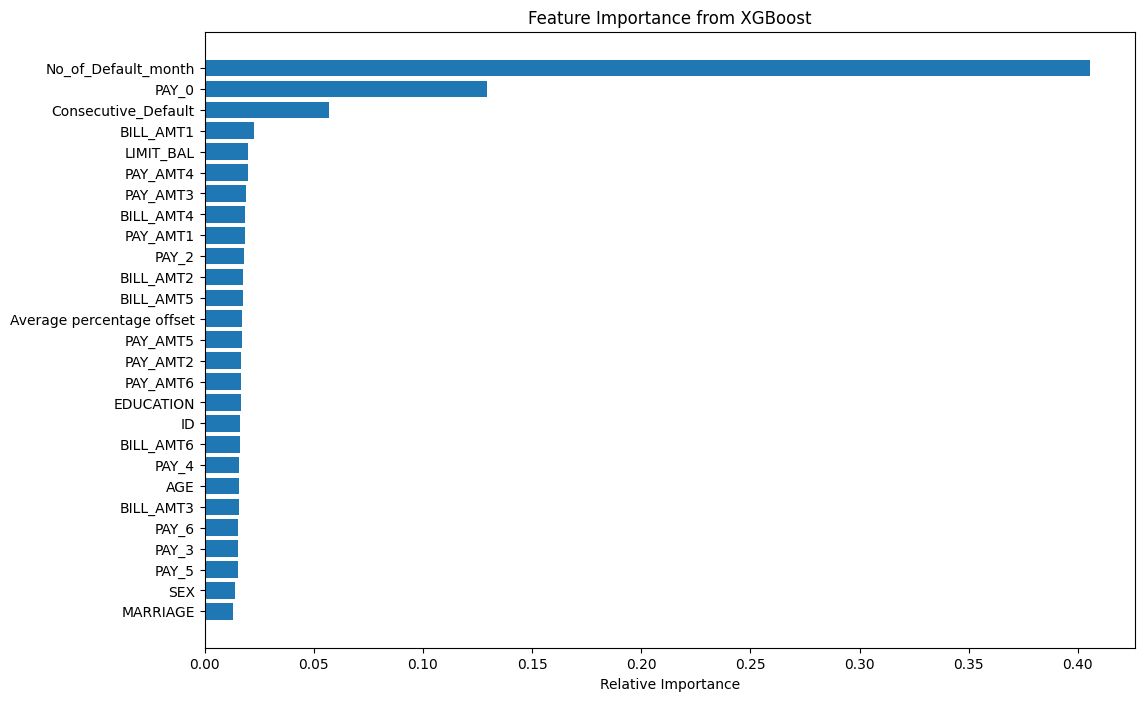 Feature Importance from XGBoost
No_of_Default_month
PAY_0
Consecutive_Default
BILL_AMT1
LIMIT_BAL
PAY_AMT4
PAY_AMT3
BILL_AMT4
PAY_AMT1
PAY_2
BILL_AMT2
BILL_AMT5
Average percentage offset
PAY_AMT5
PAY_AMT2
PAY_AMT6
EDUCATION
ID
BILL_AMT6
PAY_4
AGE
BILL_AMT3
PAY_6
PAY_3
PAY_5
SEX
MARRIAGE
0.00 0.05 0.10 0.15 0.20 0.25 0.30 0.35 0.40
Relative Importance